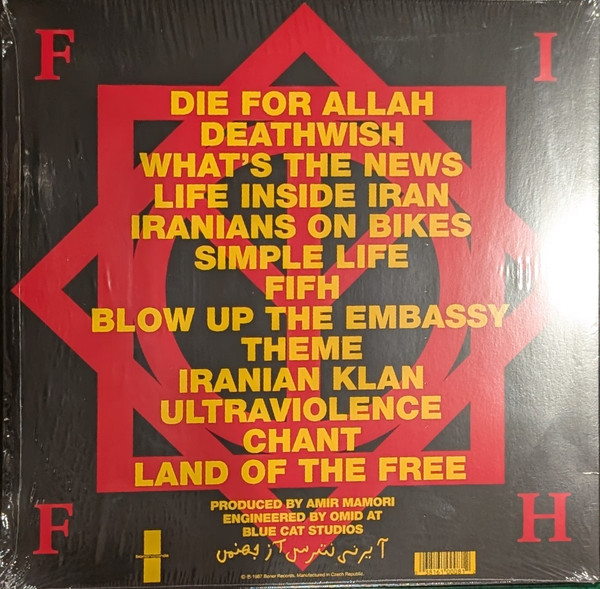 F I
DIE FOR ALLAH
DEATHWISH
WHAT'S THE NEWS
LIFE INSIDE IRAN
IRANIANS ON BIKES
SIMPLE LIFE
FIFH
BLOW UP THE EMBASSY
THEME
IRANIAN KLAN
ULTRAVIOLENCE
CHANT
LAND OF THE FREE
F H
PRODUCED BY AMIR MAMORI
ENGINEERED BY OMID AT
BLUE CAT STUDIOS
نترس آز
© ℗ 1987 Records. Manufactured in Czech Republic.